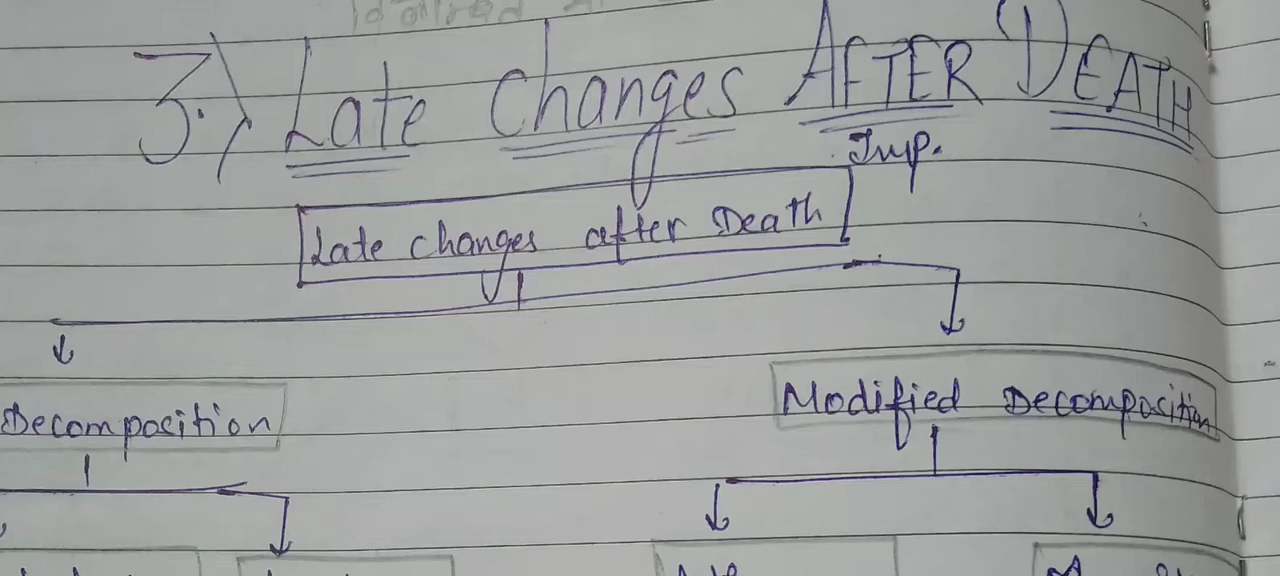 3.) Late Changes AFTER DEATH
Imp.
Late changes after Death
Decomposition
Modified Decomposition